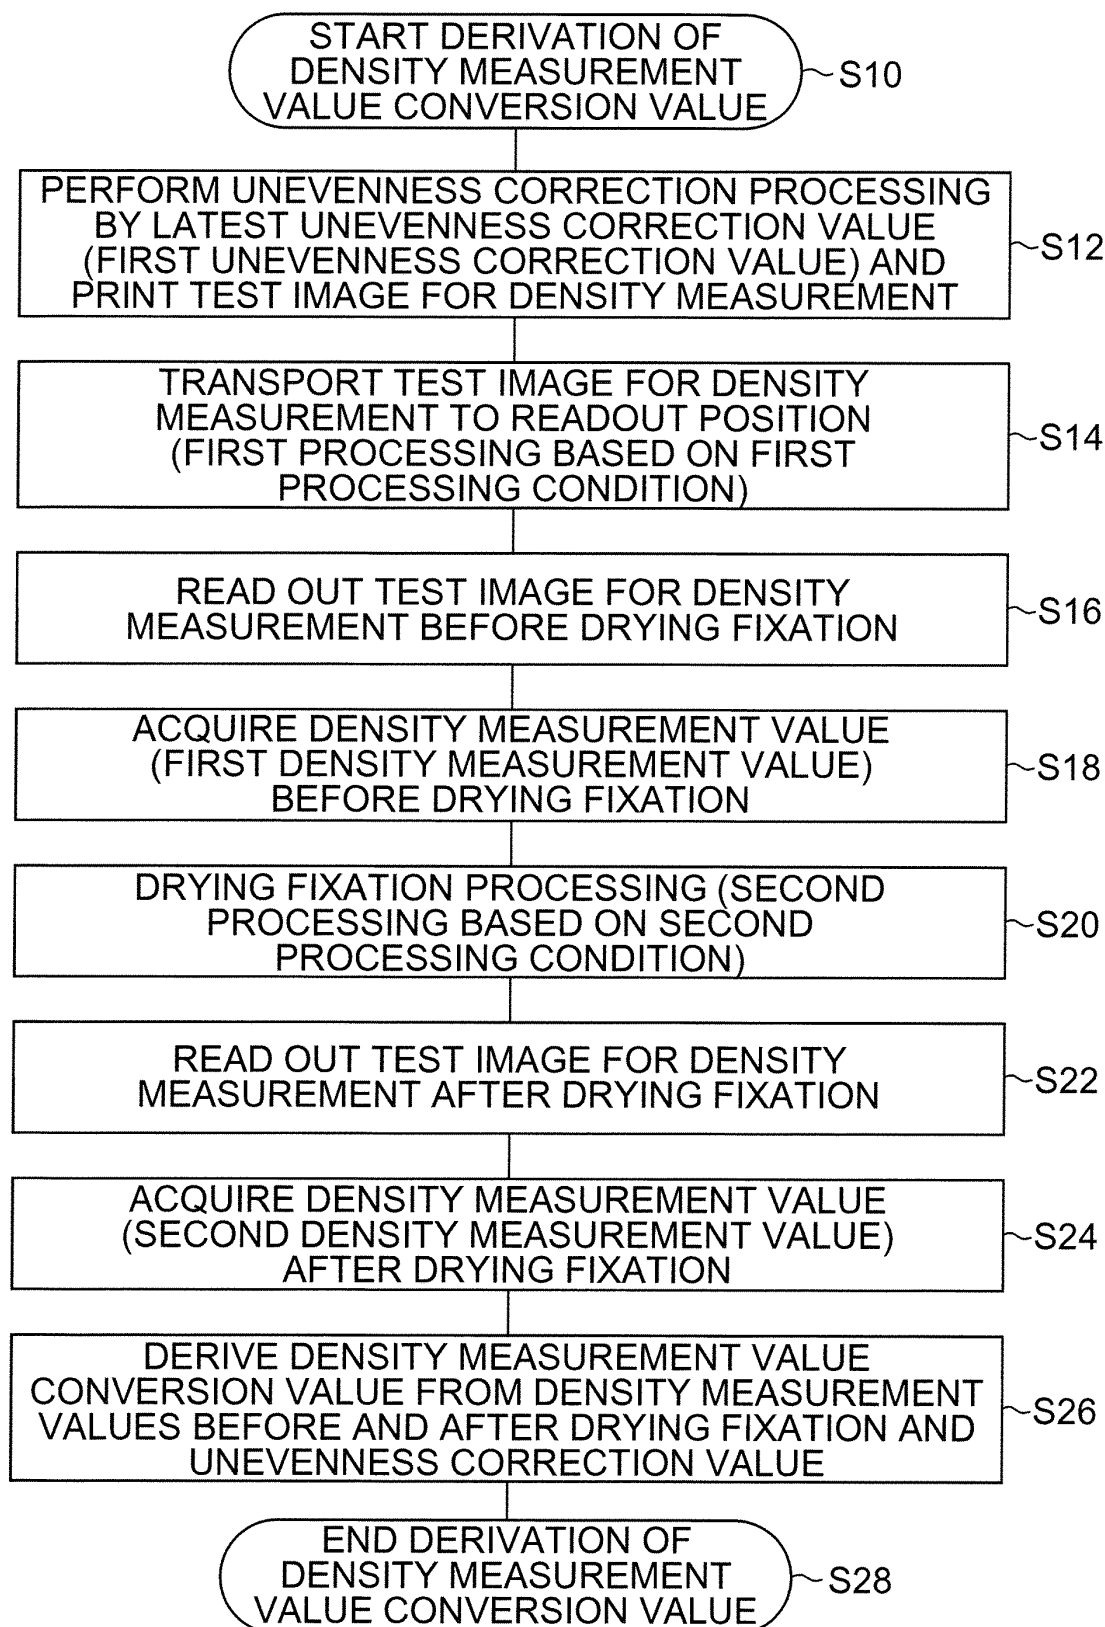 START DERIVATION OF
DENSITY MEASUREMENT
VALUE CONVERSION VALUE
S10
PERFORM UNEVENNESS CORRECTION PROCESSING
BY LATEST UNEVENNESS CORRECTION VALUE
(FIRST UNEVENNESS CORRECTION VALUE) AND
PRINT TEST IMAGE FOR DENSITY MEASUREMENT
S12
TRANSPORT TEST IMAGE FOR DENSITY
MEASUREMENT TO READOUT POSITION
(FIRST PROCESSING BASED ON FIRST
PROCESSING CONDITION)
S14
READ OUT TEST IMAGE FOR DENSITY
MEASUREMENT BEFORE DRYING FIXATION
S16
ACQUIRE DENSITY MEASUREMENT VALUE
(FIRST DENSITY MEASUREMENT VALUE)
BEFORE DRYING FIXATION
S18
DRYING FIXATION PROCESSING (SECOND
PROCESSING BASED ON SECOND
PROCESSING CONDITION)
S20
READ OUT TEST IMAGE FOR DENSITY
MEASUREMENT AFTER DRYING FIXATION
S22
ACQUIRE DENSITY MEASUREMENT VALUE
(SECOND DENSITY MEASUREMENT VALUE)
AFTER DRYING FIXATION
S24
DERIVE DENSITY MEASUREMENT VALUE
CONVERSION VALUE FROM DENSITY MEASUREMENT
VALUES BEFORE AND AFTER DRYING FIXATION AND
UNEVENNESS CORRECTION VALUE
S26
END DERIVATION OF
DENSITY MEASUREMENT
VALUE CONVERSION VALUE
S28